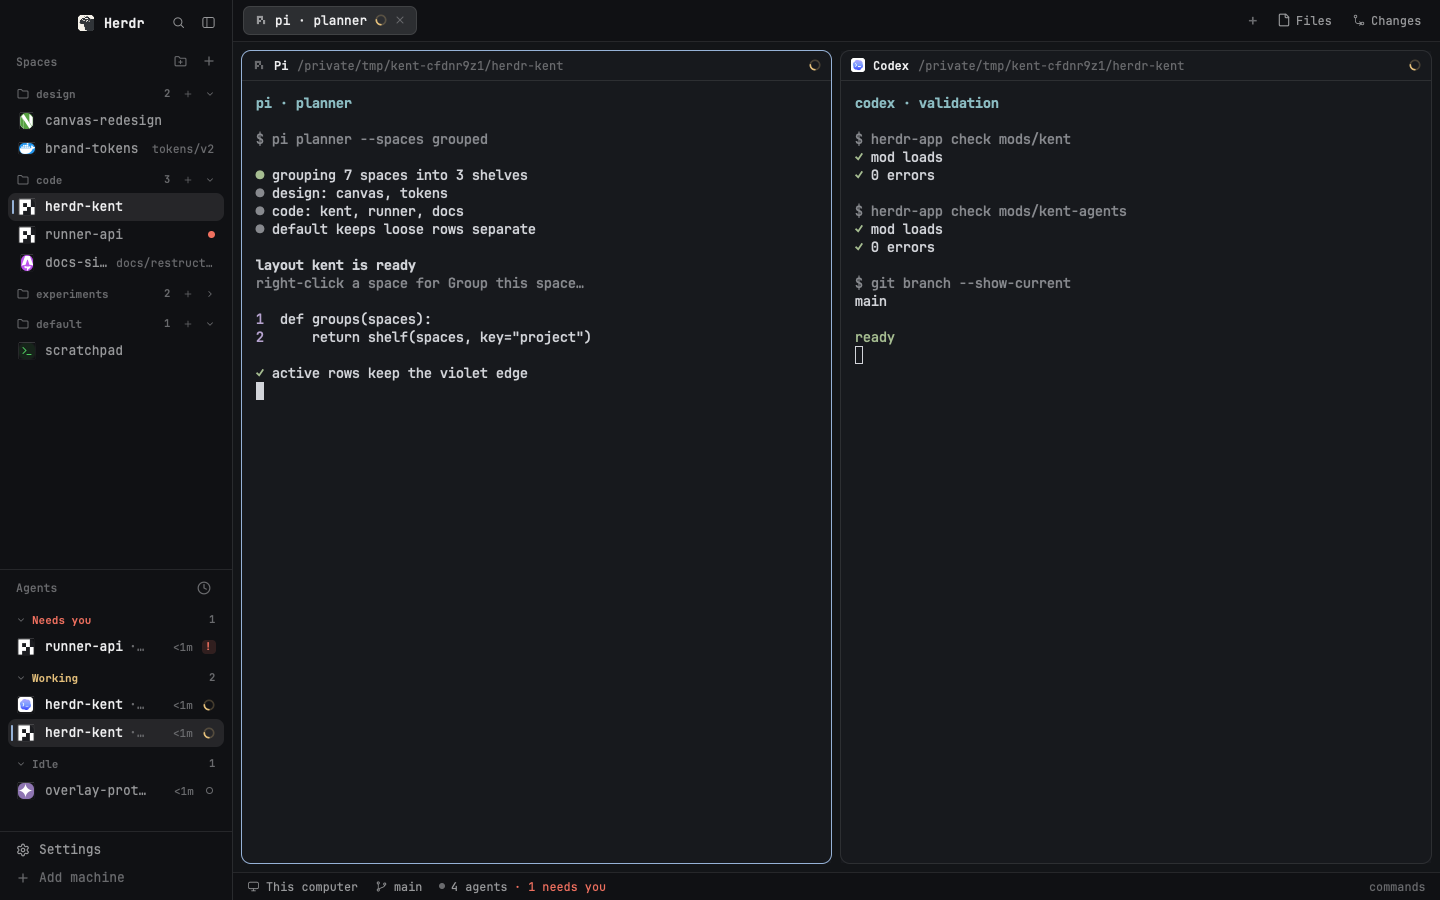 Herdr
Spaces
design 2
canvas-redesign
brand-tokens tokens/v2
code 3
herdr-kent
runner-api
docs-si… docs/restruct…
experiments 2
default 1
scratchpad
Agents
Needs you 1
runner-api ·… <1m !
Working 2
herdr-kent ·… <1m
herdr-kent ·… <1m
Idle 1
overlay-prot… <1m
Settings
Add machine
pi · planner
Files
Changes
Pi /private/tmp/kent-cfdnr9z1/herdr-kent
pi · planner
$ pi planner --spaces grouped
● grouping 7 spaces into 3 shelves
● design: canvas, tokens
● code: kent, runner, docs
● default keeps loose rows separate
layout kent is ready
right-click a space for Group this space…
1 def groups(spaces):
2 return shelf(spaces, key="project")
✓ active rows keep the violet edge
Codex /private/tmp/kent-cfdnr9z1/herdr-kent
codex · validation
$ herdr-app check mods/kent
✓ mod loads
✓ 0 errors
$ herdr-app check mods/kent-agents
✓ mod loads
✓ 0 errors
$ git branch --show-current
main
ready
This computer
main
4 agents · 1 needs you
commands